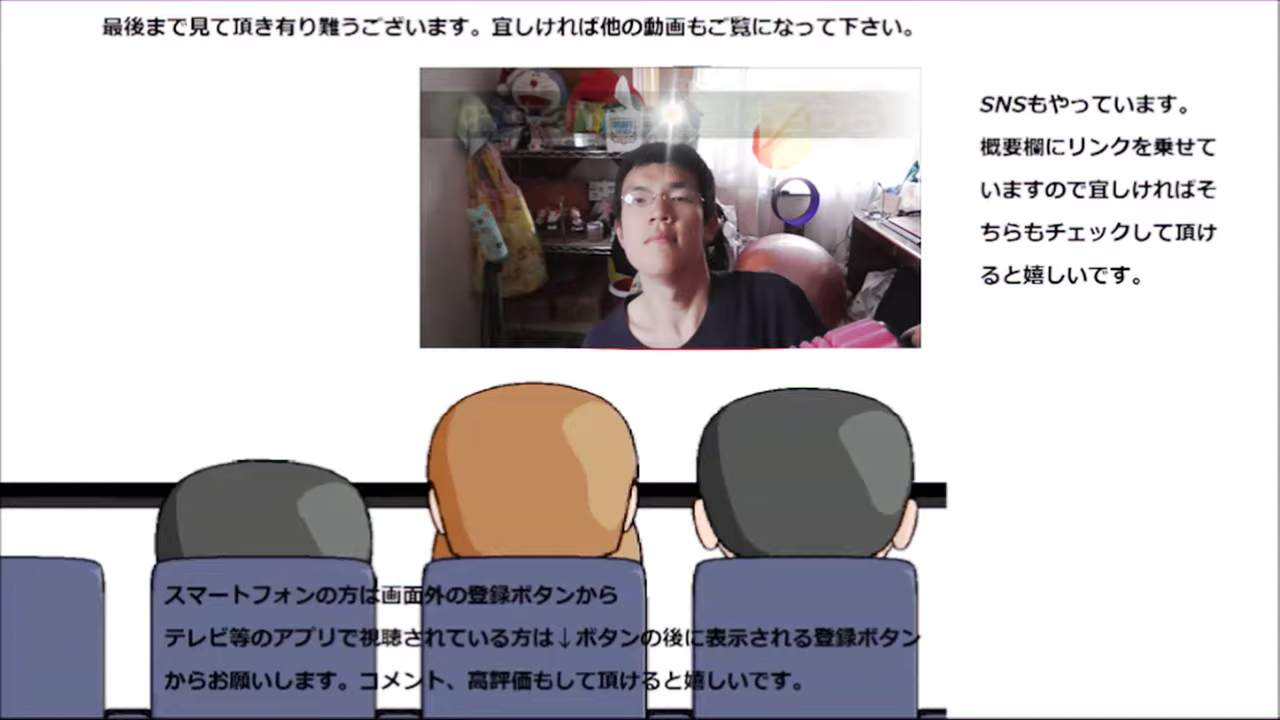 最後まで見て頂き有り難うございます。宜しければ他の動画もご覧になって下さい。
SNSもやっています。
概要欄にリンクを乗せて
いますので宜しければそ
ちらもチェックして頂け
ると嬉しいです。
スマートフォンの方は画面外の登録ボタンから
テレビ等のアプリで視聴されている方は↓ボタンの後に表示される登録ボタン
からお願いします。コメント、高評価もして頂けると嬉しいです。